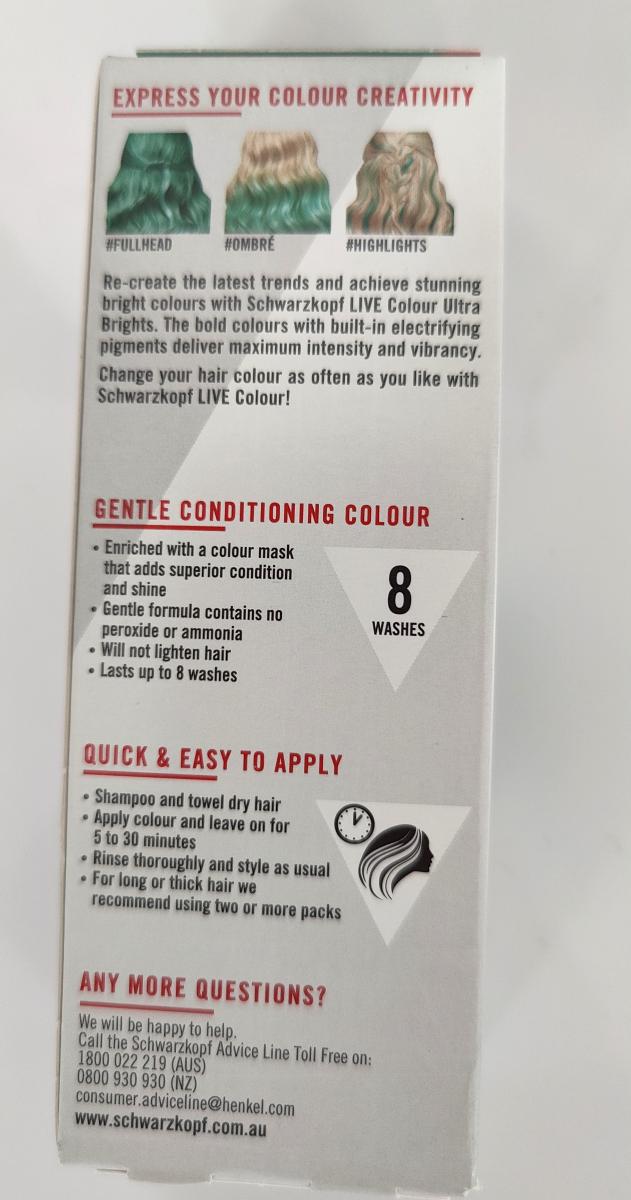 EXPRESS YOUR COLOUR CREATIVITY
#FULLHEAD #OMBRÉ #HIGHLIGHTS
Re-create the latest trends and achieve stunning
bright colours with Schwarzkopf LIVE Colour Ultra
Brights. The bold colours with built-in electrifying
pigments deliver maximum intensity and vibrancy.
Change your hair colour as often as you like with
Schwarzkopf LIVE Colour!
GENTLE CONDITIONING COLOUR
• Enriched with a colour mask
that adds superior condition
and shine
• Gentle formula contains no
peroxide or ammonia
• Will not lighten hair
• Lasts up to 8 washes
8
WASHES
QUICK & EASY TO APPLY
• Shampoo and towel dry hair
• Apply colour and leave on for
5 to 30 minutes
• Rinse thoroughly and style as usual
• For long or thick hair we
recommend using two or more packs
ANY MORE QUESTIONS?
We will be happy to help.
Call the Schwarzkopf Advice Line Toll Free on:
1800 022 219 (AUS)
0800 930 930 (NZ)
consumer.adviceline@henkel.com
www.schwarzkopf.com.au